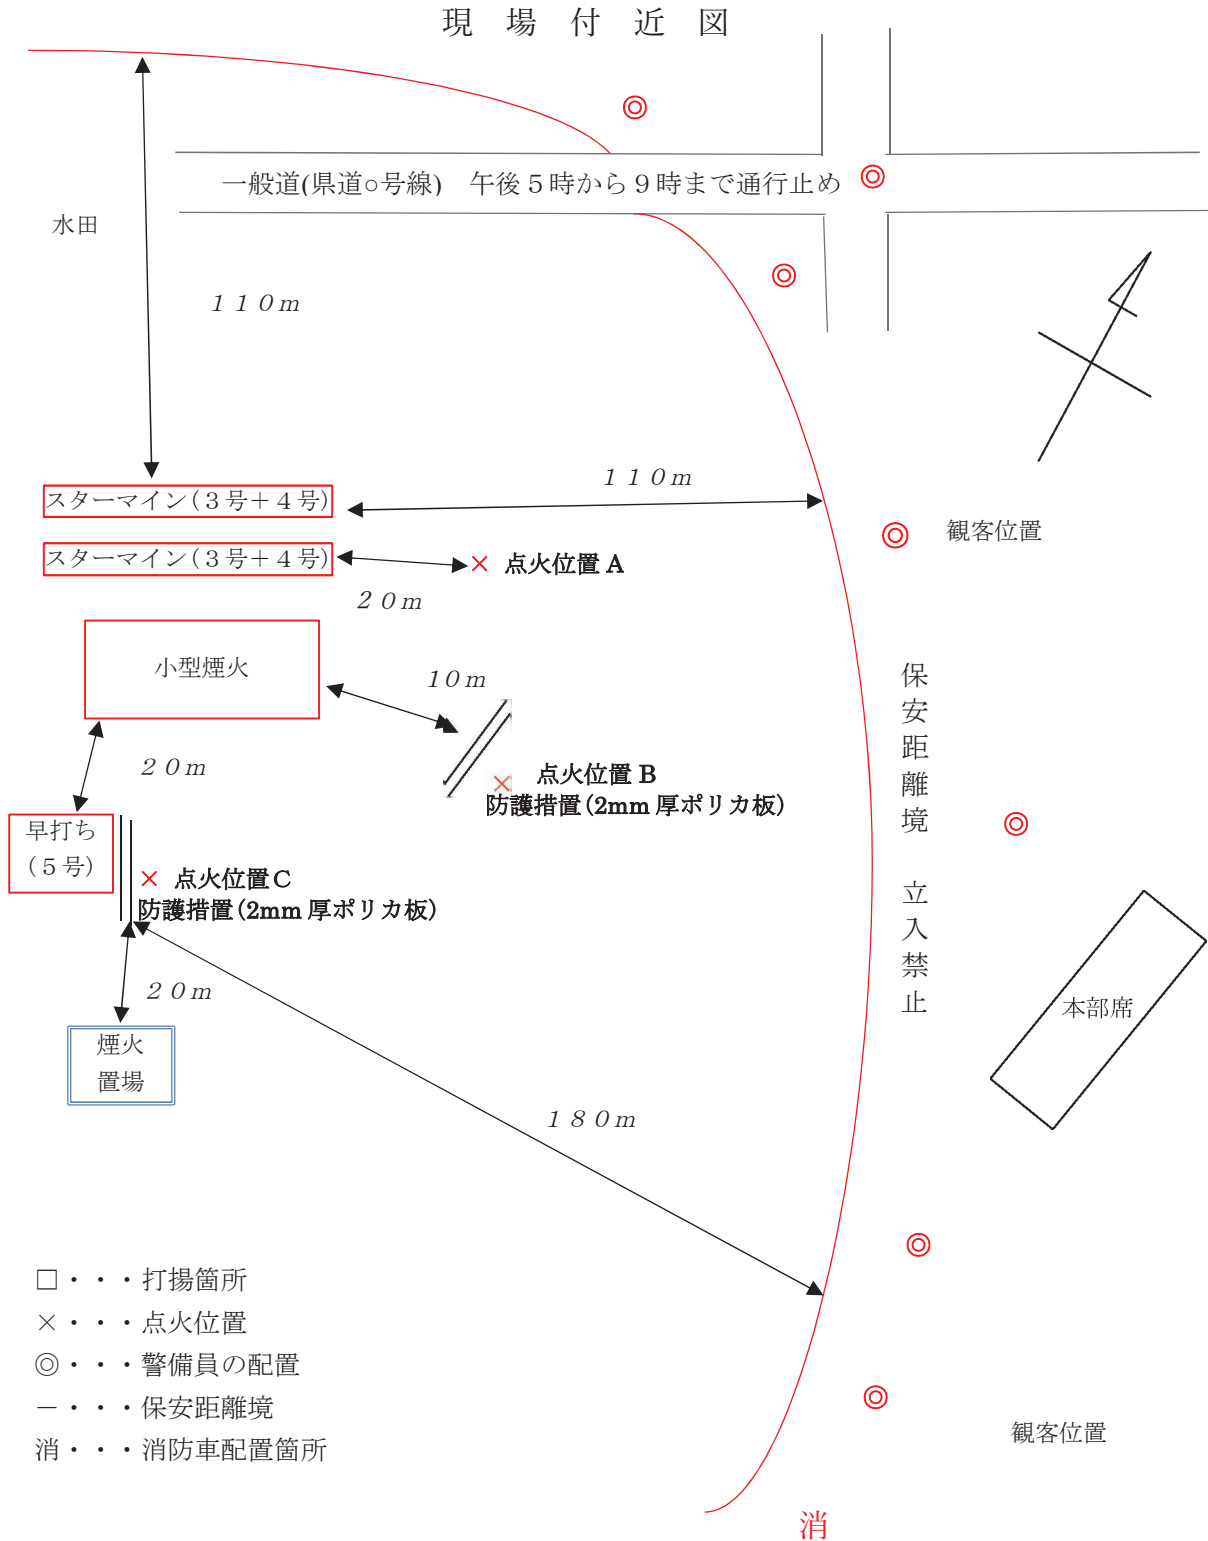 現　場　付　近　図
一般道(県道○号線)　午後５時から９時まで通行止め
水田
１１０m
１１０m
スターマイン(３号＋４号)
観客位置
スターマイン(３号＋４号)
点火位置 A
２０m
小型煙火
10m
保安距離境　立入禁止
２０m
点火位置 B
防護措置(2mm 厚ポリカ板)
早打ち
(５号)
点火位置 C
防護措置(2mm 厚ポリカ板)
２０m
本部席
煙火
置場
１８０m
□・・・打揚箇所
×・・・点火位置
◎・・・警備員の配置
－・・・保安距離境
消・・・消防車配置箇所
観客位置
消